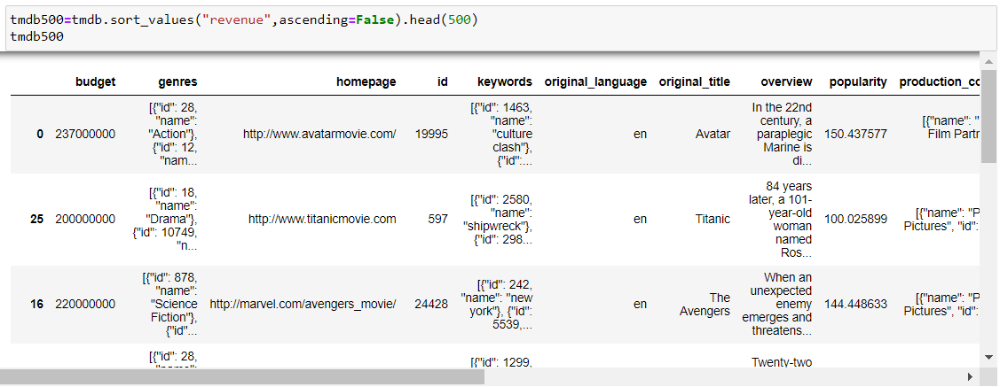 tmdb500=tmdb.sort_values("revenue",ascending=False).head(500)
tmdb500
budget genres homepage id keywords original_language original_title overview popularity production_co
0 237000000 [{"id": 28, "name": "Action"}, {"id": 12, "nam... http://www.avatarmovie.com/ 19995 [{"id": 1463, "name": "culture clash"}, {"id":... en Avatar In the 22nd century, a paraplegic Marine is di... 150.437577 [{"name": " Film Partn
25 200000000 [{"id": 18, "name": "Drama"}, {"id": 10749, "n... http://www.titanicmovie.com 597 [{"id": 2580, "name": "shipwreck"}, {"id": 298... en Titanic 84 years later, a 101-year-old woman named Ros... 100.025899 [{"name": "P Pictures", "id":
16 220000000 [{"id": 878, "name": "Science Fiction"}, {"id"... http://marvel.com/avengers_movie/ 24428 [{"id": 242, "name": "new york"}, {"id": 5539,... en The Avengers When an unexpected enemy emerges and threatens... 144.448633 [{"name": "P Pictures", "id":
[{"id": 28, [{"id": 1299, Twenty-two